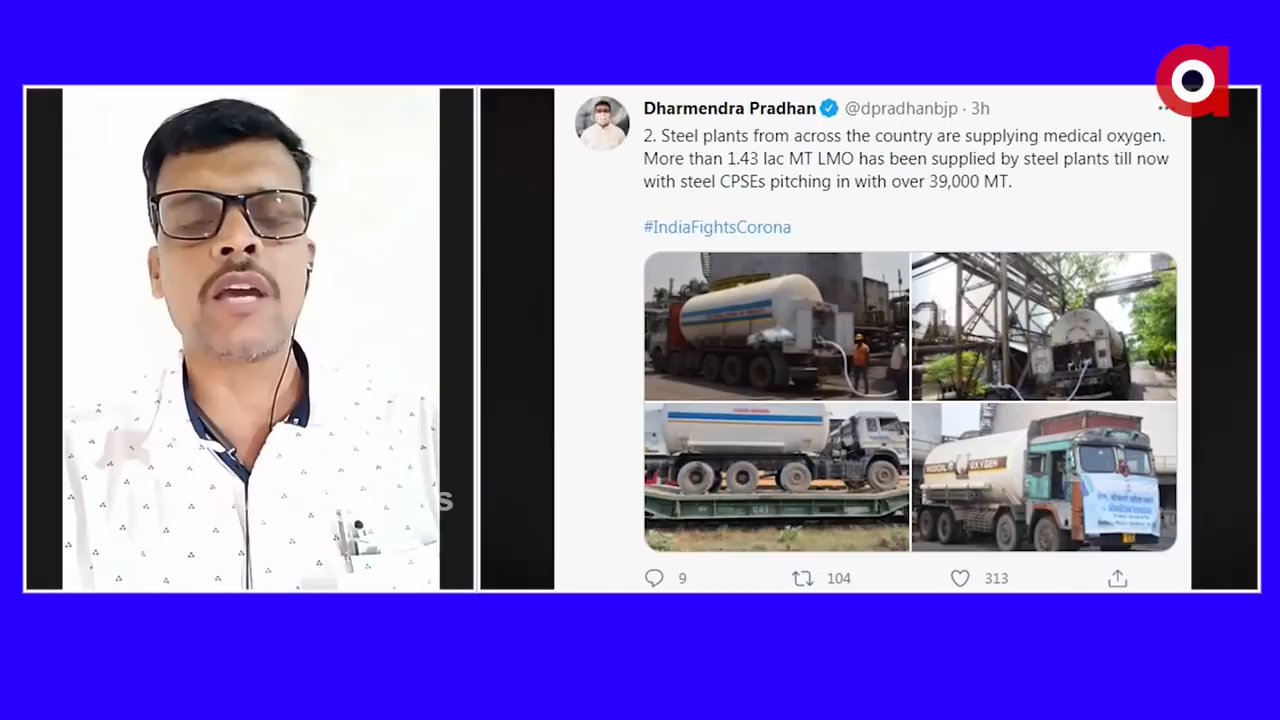 Dharmendra Pradhan @dpradhanbjp · 3h
2. Steel plants from across the country are supplying medical oxygen.
More than 1.43 lac MT LMO has been supplied by steel plants till now
with steel CPSEs pitching in with over 39,000 MT.
#IndiaFightsCorona
MEDICAL OXYGEN
9 104 313